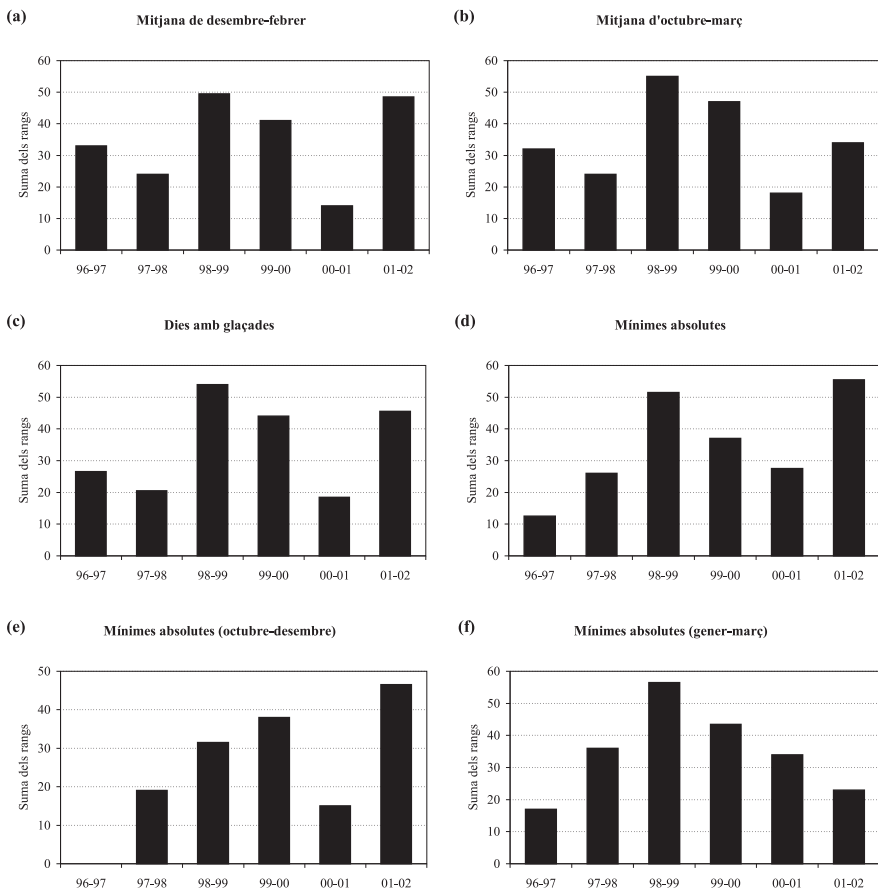 (a)
Mitjana de desembre-febrer
Suma dels rangs
60
50
40
30
20
10
0
96-97 97-98 98-99 99-00 00-01 01-02
(b)
Mitjana d'octubre-març
Suma dels rangs
60
50
40
30
20
10
0
96-97 97-98 98-99 99-00 00-01 01-02
(c)
Dies amb glaçades
Suma dels rangs
60
50
40
30
20
10
0
96-97 97-98 98-99 99-00 00-01 01-02
(d)
Mínimes absolutes
Suma dels rangs
60
50
40
30
20
10
0
96-97 97-98 98-99 99-00 00-01 01-02
(e)
Mínimes absolutes (octubre-desembre)
Suma dels rangs
50
40
30
20
10
0
96-97 97-98 98-99 99-00 00-01 01-02
(f)
Mínimes absolutes (gener-març)
Suma dels rangs
60
50
40
30
20
10
0
96-97 97-98 98-99 99-00 00-01 01-02